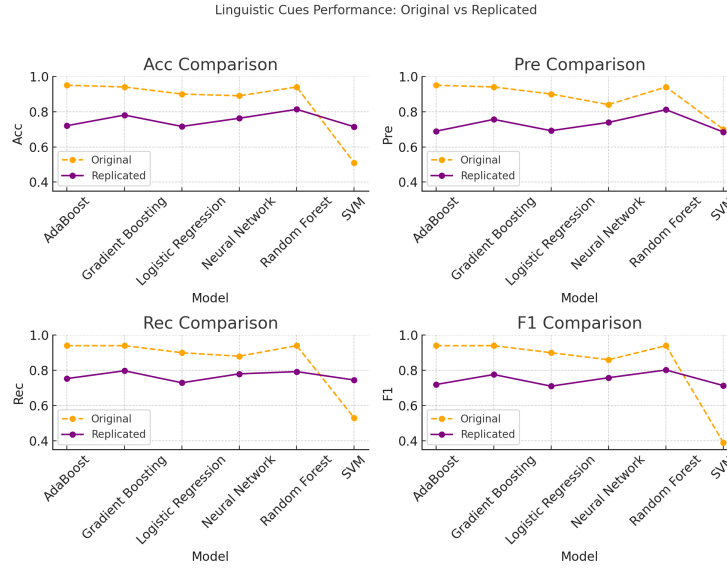 Linguistic Cues Performance: Original vs Replicated
Acc Comparison
1.0
0.8
0.6
0.4
Acc
Original
Replicated
AdaBoost
Gradient Boosting
Logistic Regression
Neural Network
Random Forest
SVM
Model
Pre Comparison
1.0
0.8
0.6
0.4
Pre
Original
Replicated
AdaBoost
Gradient Boosting
Logistic Regression
Neural Network
Random Forest
SVM
Model
Rec Comparison
1.0
0.8
0.6
0.4
Rec
Original
Replicated
AdaBoost
Gradient Boosting
Logistic Regression
Neural Network
Random Forest
SVM
Model
F1 Comparison
1.0
0.8
0.6
0.4
F1
Original
Replicated
AdaBoost
Gradient Boosting
Logistic Regression
Neural Network
Random Forest
SVM
Model